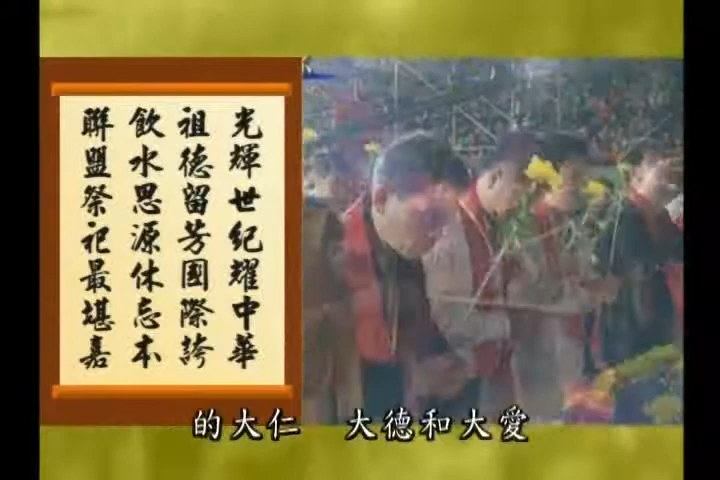 光輝世紀耀中華
祖德留芳國際誇
飲水思源休忘本
聯盟祭祀最堪嘉
的大仁 大德和大愛